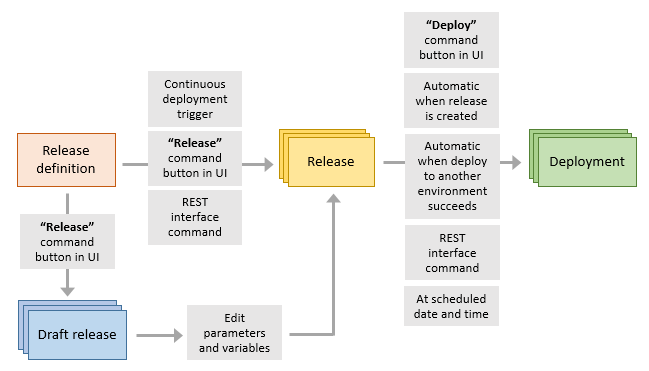 Release
definition
Continuous
deployment
trigger
“Release”
command
button in UI
REST
interface
command
Release
“Deploy”
command
button in UI
Automatic
when release
is created
Automatic
when deploy
to another
environment
succeeds
REST
interface
command
At scheduled
date and time
Deployment
“Release”
command
button in UI
Draft release
Edit
parameters
and variables